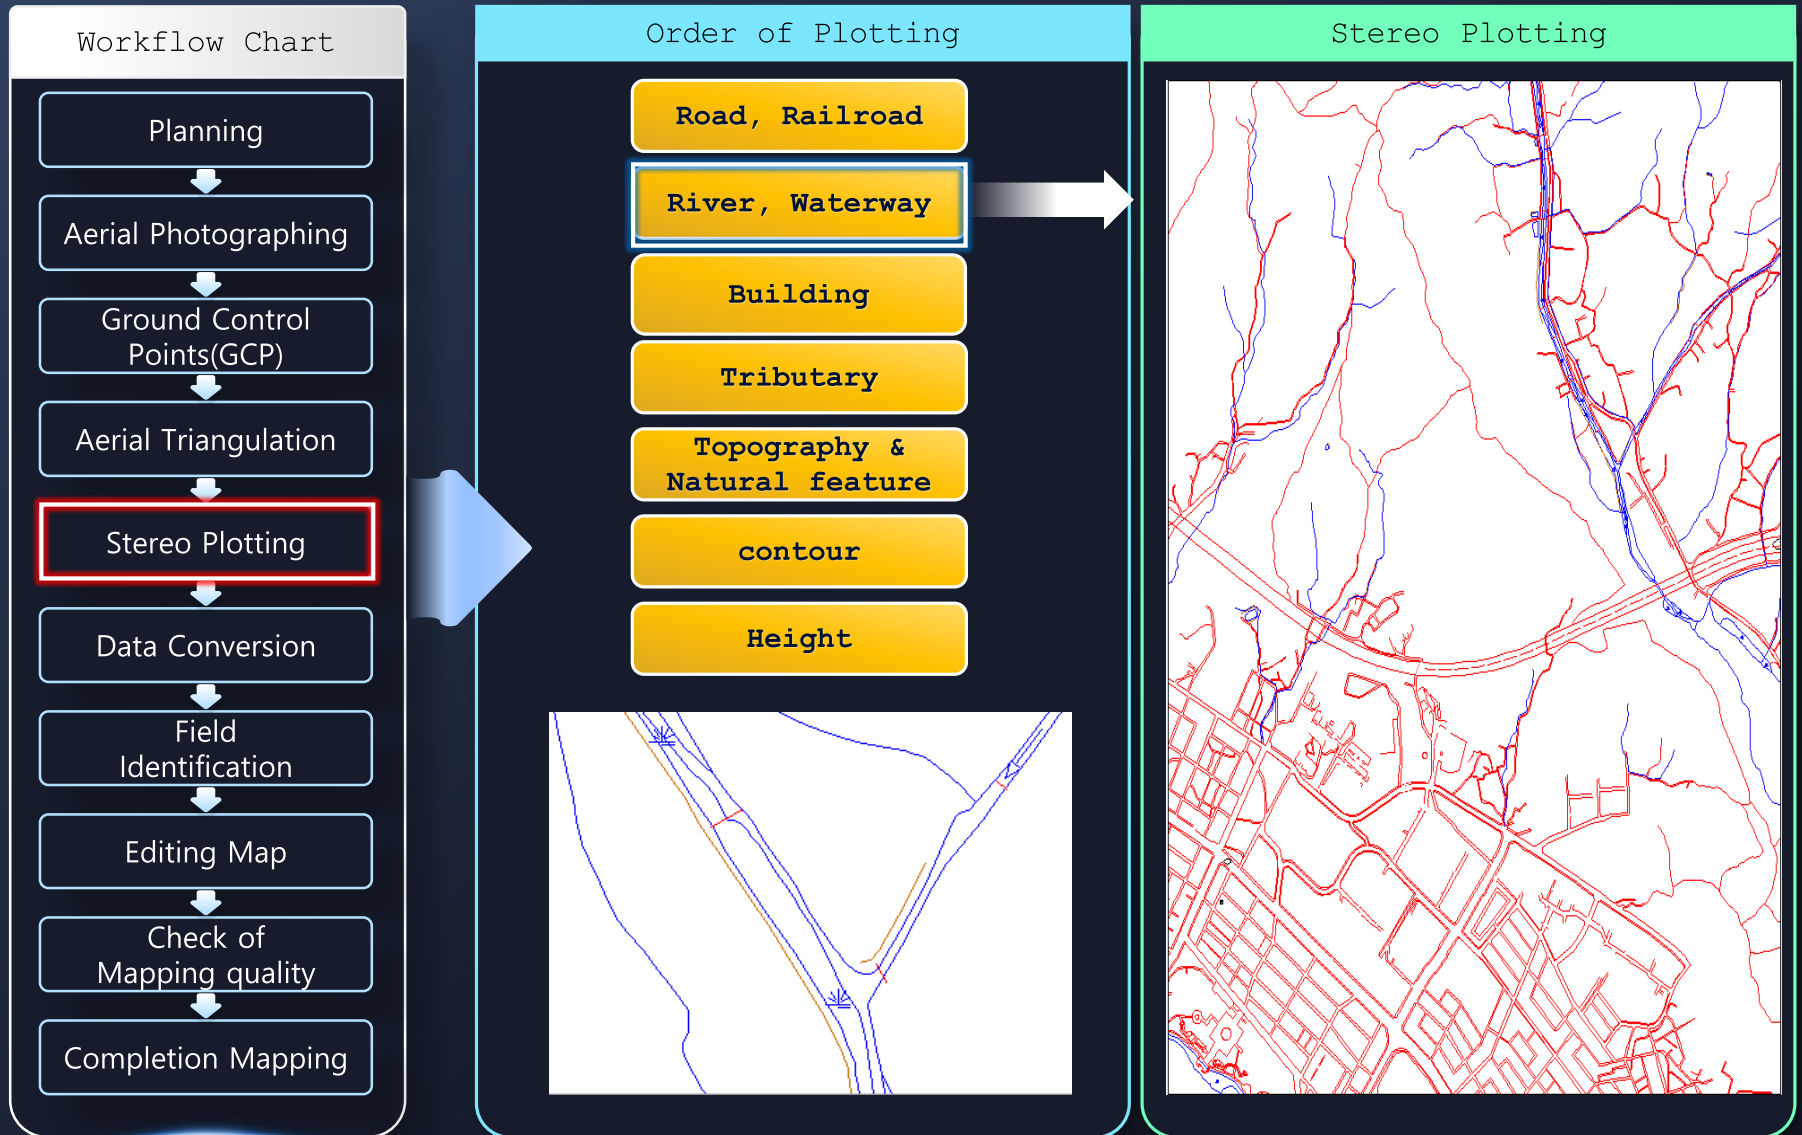 Workflow Chart
Planning
Aerial Photographing
Ground Control
Points(GCP)
Aerial Triangulation
Stereo Plotting
Data Conversion
Field
Identification
Editing Map
Check of
Mapping quality
Completion Mapping
Order of Plotting
Road, Railroad
River, Waterway
Building
Tributary
Topography &
Natural feature
contour
Height
Stereo Plotting